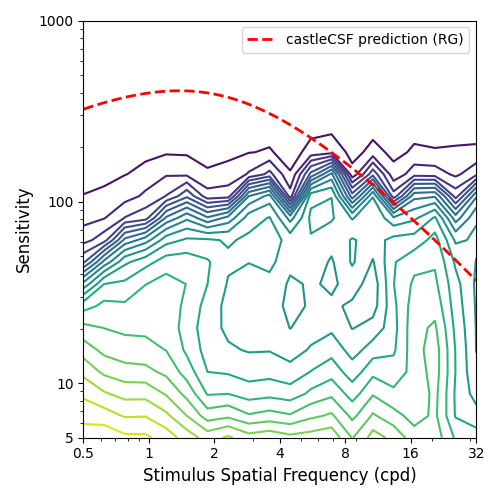 1000
castleCSF prediction (RG)
100
10
5
Sensitivity
0.5 1 2 4 8 16 32
Stimulus Spatial Frequency (cpd)